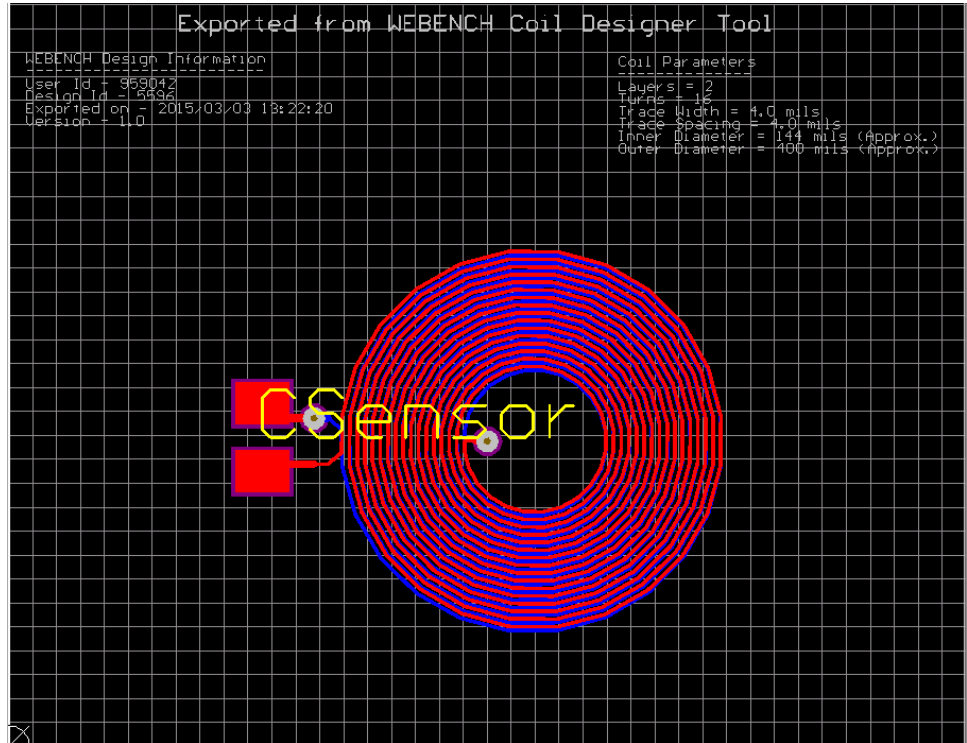 Exported from WEBENCH Coil Designer Tool
WEBENCH Design Information
User Id - 959042
Design Id - 5596
Exported on - 2015/03/03 13:22:20
Version - 1.0
Coil Parameters
Layers = 2
Turns - 16
Trace Width = 4.0 mils
Trace Spacing = 4.0 mils
Inner Diameter = 144 mils (Approx.)
Outer Diameter = 400 mils (Approx.)
CSensor